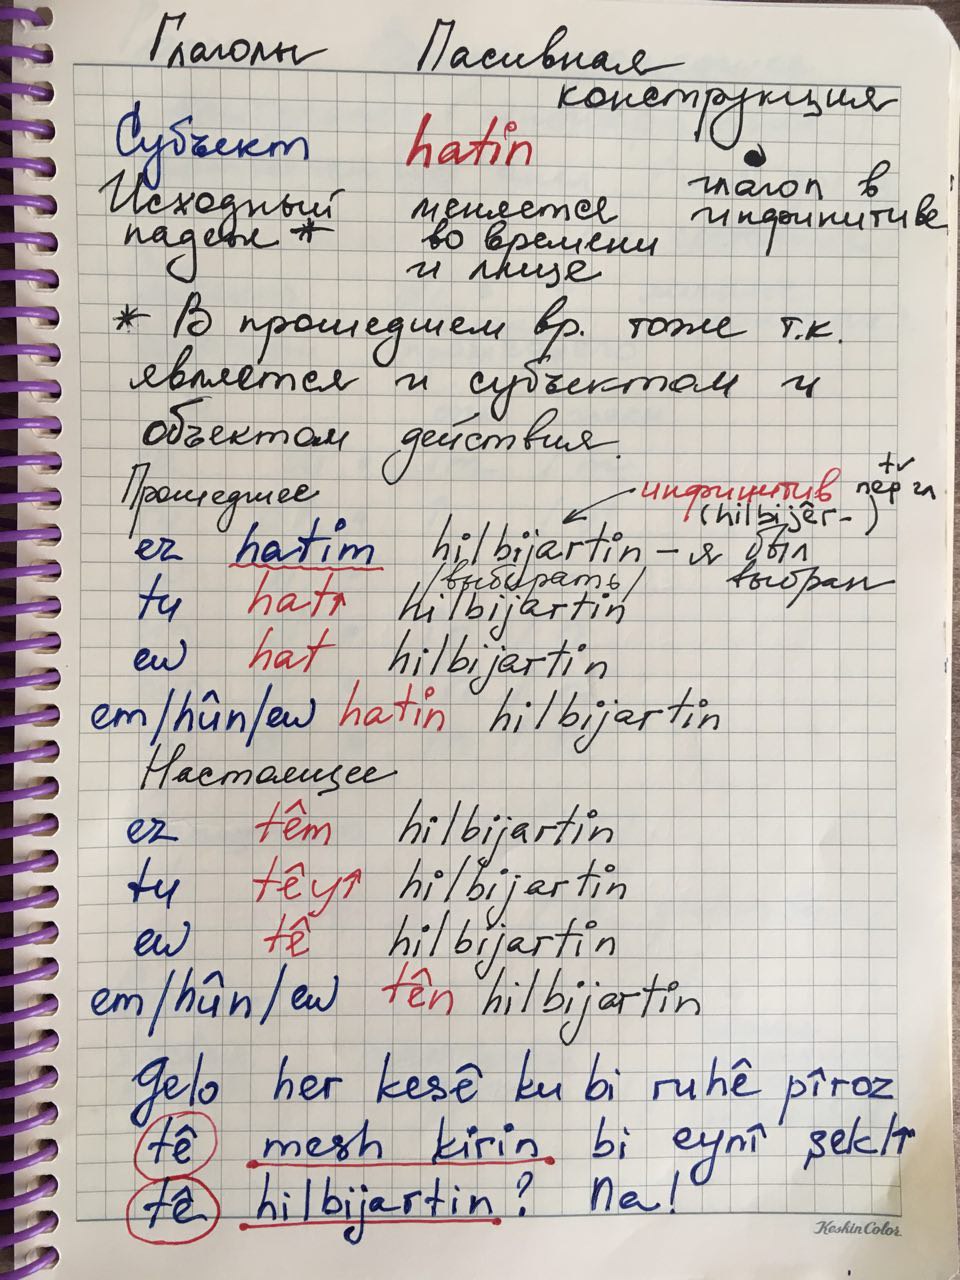 Глаголы Пасивная
конструкция
Субъект hatin
глагол в
инфинитиве
Исходный меняется
падеж * во времени
и лице
* В прошедшем вр. тоже т.к.
является и субъектом и
объектом действия.
Прошедшее инфинитив пер гл
(hilbijêr-)
ez hatim hilbijartin – я был
/выбирать/ выбран
tu hatî hilbijartin
ew hat hilbijartin
em/hûn/ew hatin hilbijartin
Настоящее
ez têm hilbijartin
tu têyî hilbijartin
ew tê hilbijartin
em/hûn/ew tên hilbijartin
Gelo her kesê ku bi ruhê pîroz
tê mesh kirin bi eynî şeklî
tê hilbijartin? Na!
KeskinColor